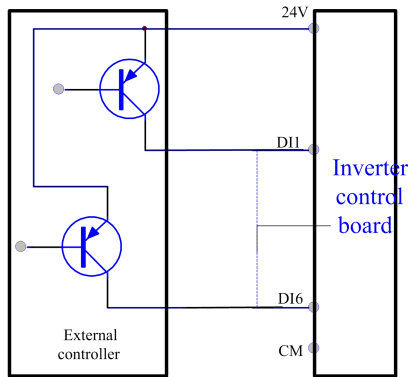 24V
DI1
Inverter
control
board
DI6
External
controller
CM